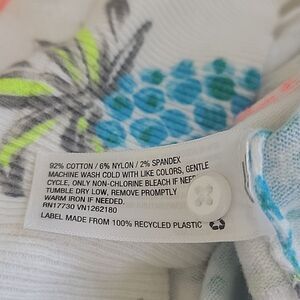 92% COTTON / 6% NYLON / 2% SPANDEX
MACHINE WASH COLD WITH LIKE COLORS, GENTLE
CYCLE, ONLY NON-CHLORINE BLEACH IF
TUMBLE DRY LOW, REMOVE PROMPTLY
WARM IRON IF NEEDED.
RN17730 VN1262180
LABEL MADE FROM 100% RECYCLED PLASTIC